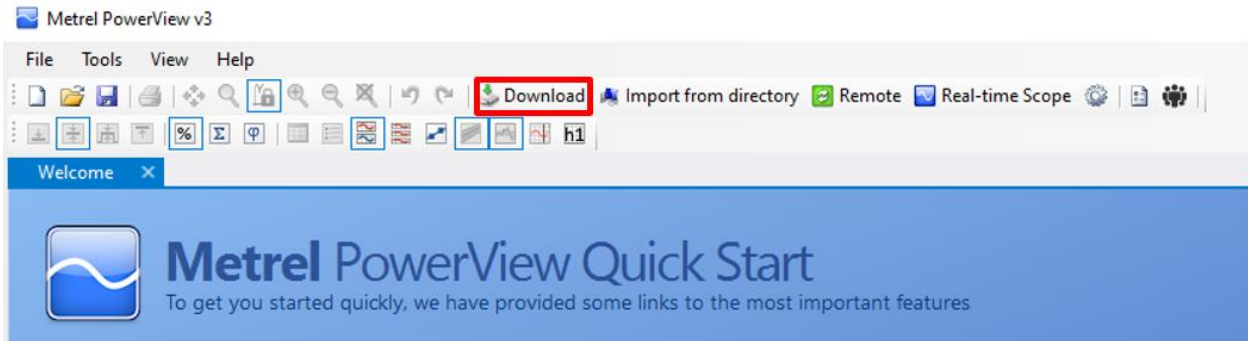 Metrel PowerView v3
File Tools View Help
Download Import from directory Remote Real-time Scope
% Σ φ h1
Welcome
Metrel PowerView Quick Start
To get you started quickly, we have provided some links to the most important features